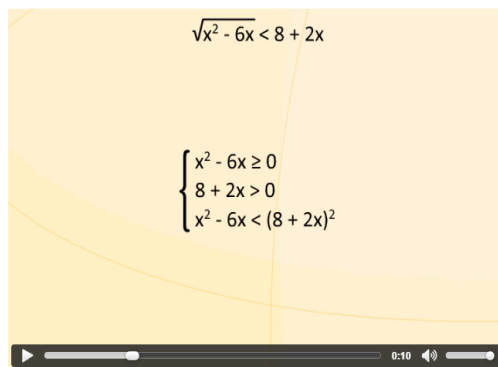 √x² - 6x < 8 + 2x
x² - 6x ≥ 0
8 + 2x > 0
x² - 6x < (8 + 2x)²
0:10